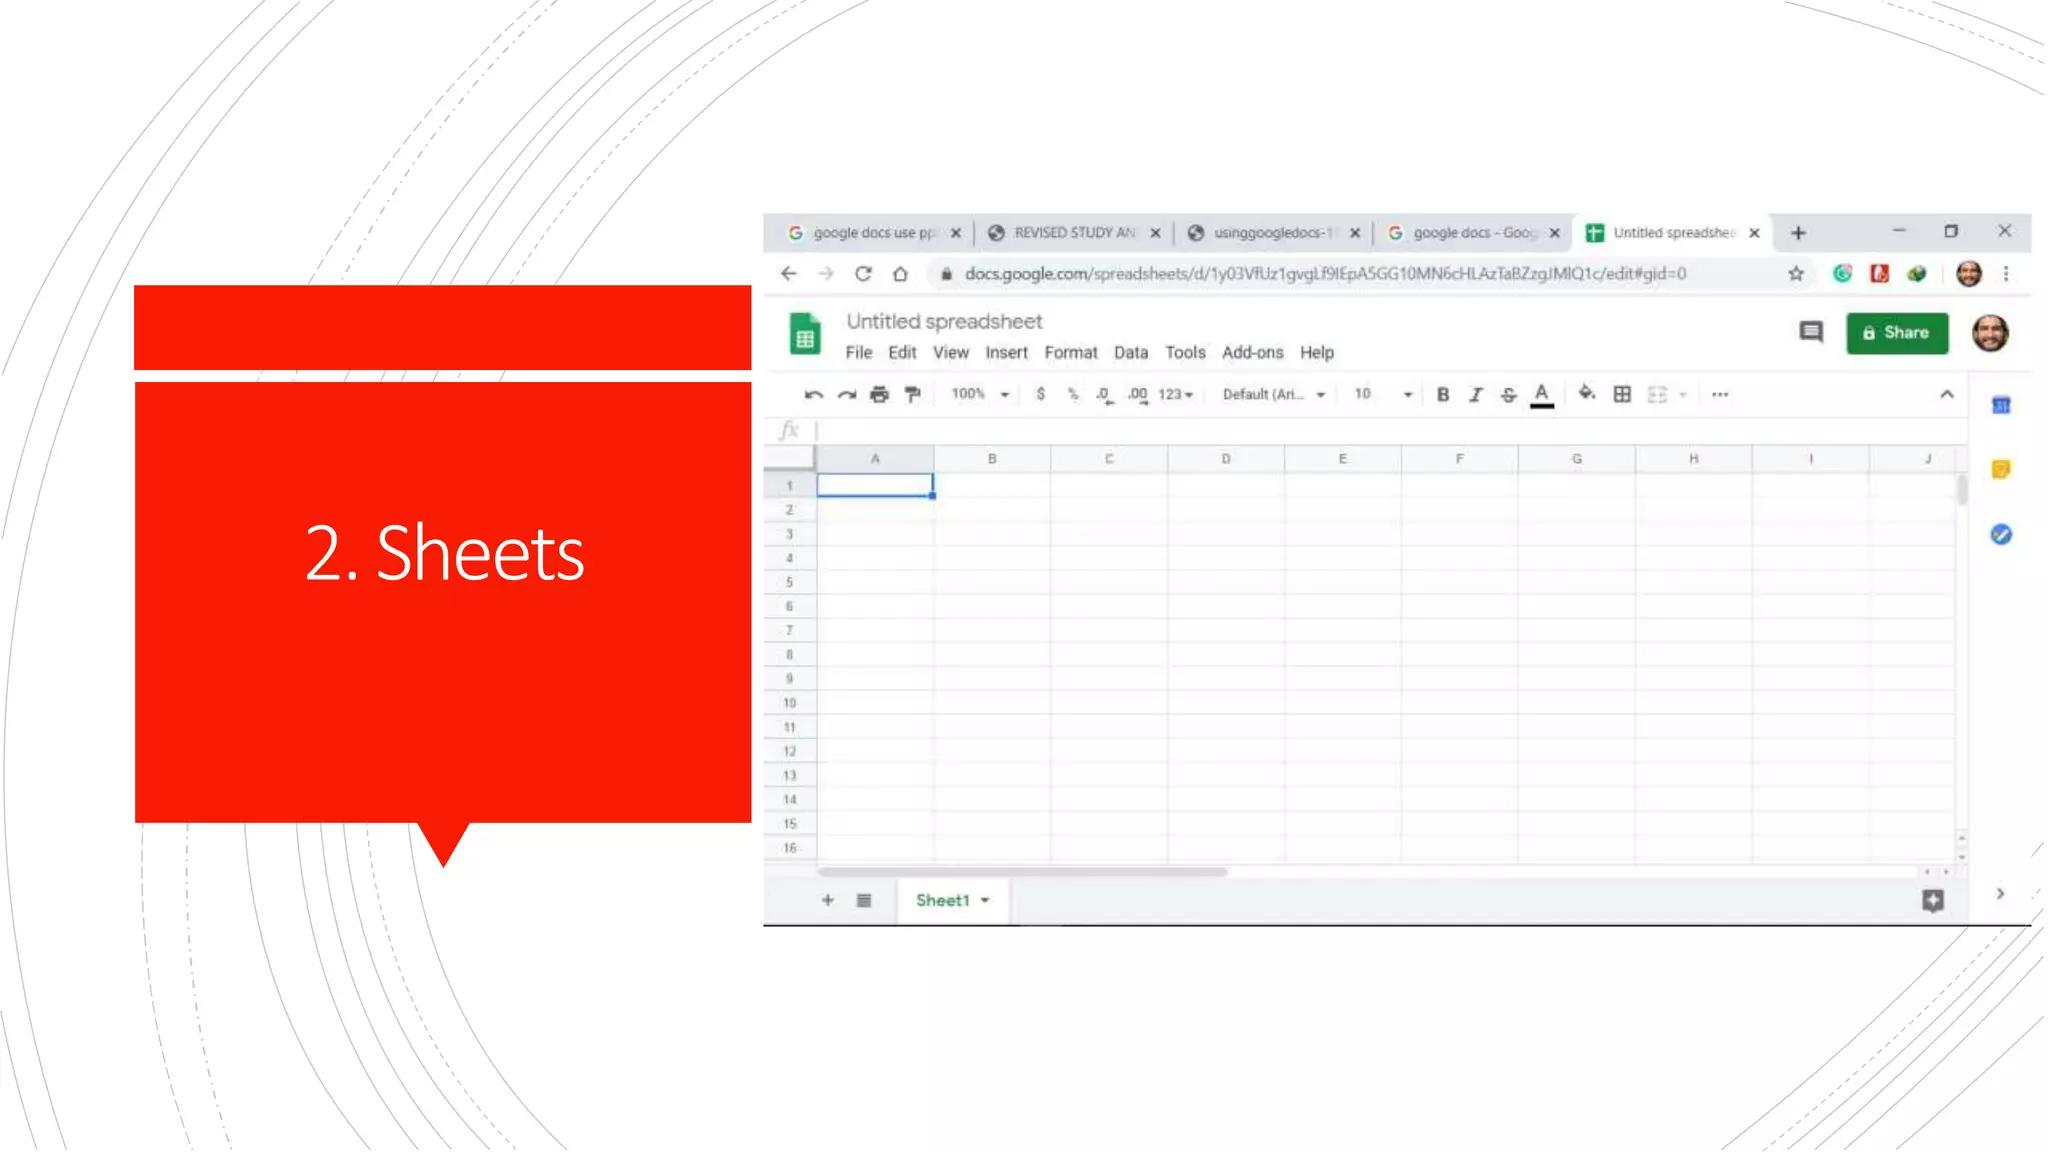 2. Sheets
google docs use pp
REVISED STUDY AN
usinggoogledocs-1
google docs - Goog
Untitled spreadshee
docs.google.com/spreadsheets/d/1y03VfUz1gvgLf9IEpA5GG10MN6cHLAzTaBZzgJMlQ1c/edit#gid=0
Untitled spreadsheet
Share
File Edit View Insert Format Data Tools Add-ons Help
100% $ % .0 .00 123 Default (Ari... 10 B I S A ...
fx
A B C D E F G H I J
1
2
3
4
5
6
7
8
9
10
11
12
13
14
15
16
Sheet1